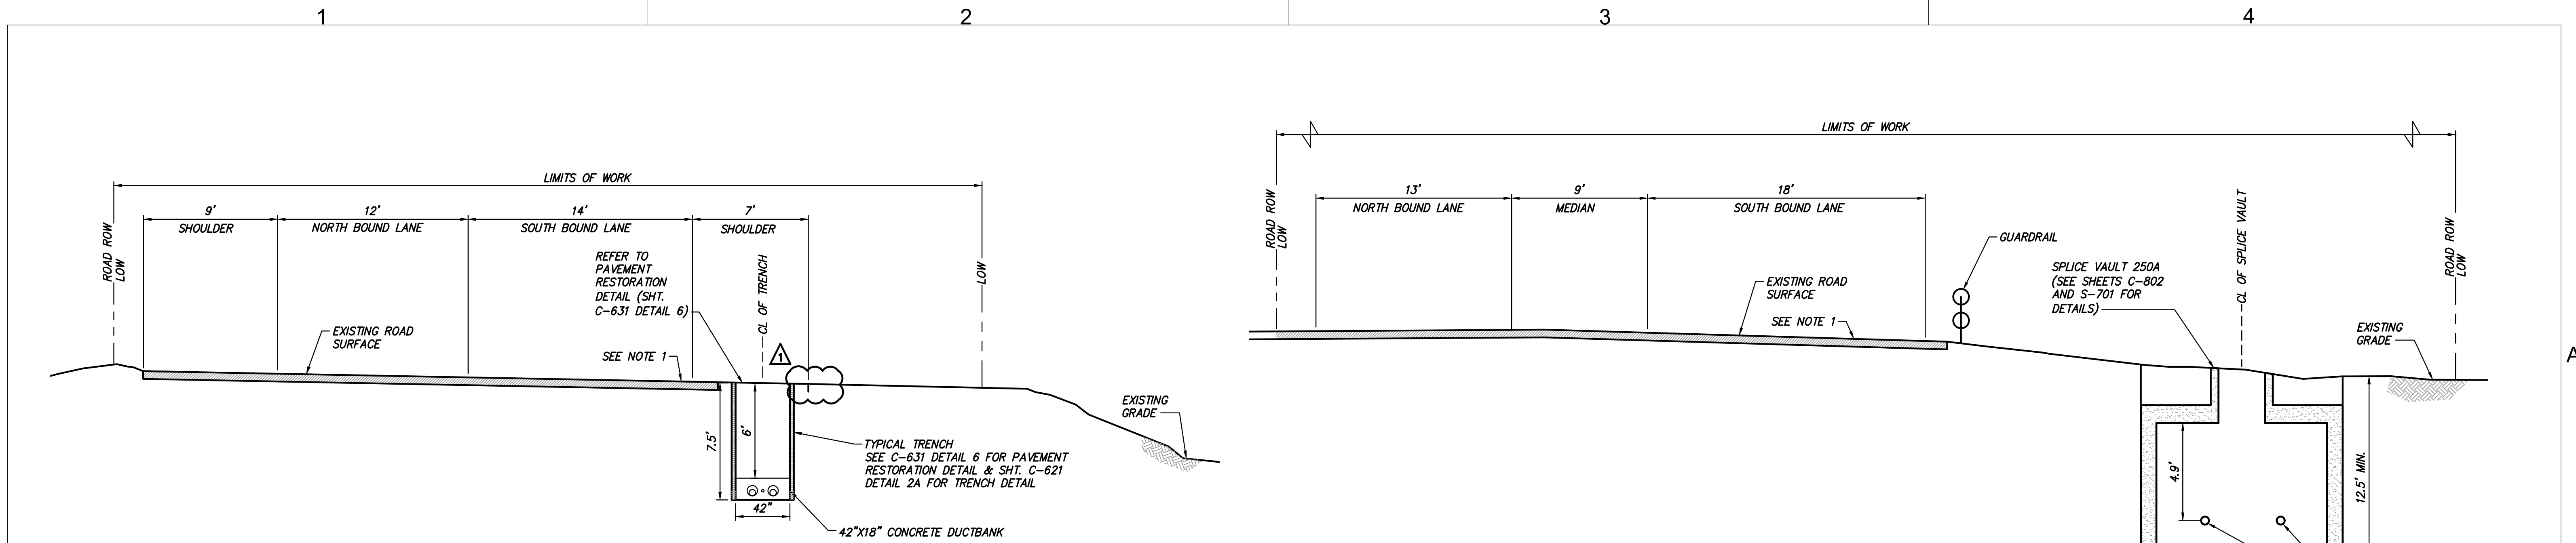 1
2
3
4
LIMITS OF WORK
9'
SHOULDER
12'
NORTH BOUND LANE
14'
SOUTH BOUND LANE
7'
SHOULDER
ROAD ROW
LOW
REFER TO
PAVEMENT
RESTORATION
DETAIL (SHT.
C-631 DETAIL 6)
CL OF TRENCH
LOW
EXISTING ROAD
SURFACE
SEE NOTE 1
1
EXISTING
GRADE
7.5'
6'
42"
TYPICAL TRENCH
SEE C-631 DETAIL 6 FOR PAVEMENT
RESTORATION DETAIL & SHT. C-621
DETAIL 2A FOR TRENCH DETAIL
42"X18" CONCRETE DUCTBANK
LIMITS OF WORK
13'
NORTH BOUND LANE
9'
MEDIAN
18'
SOUTH BOUND LANE
ROAD ROW
LOW
EXISTING ROAD
SURFACE
SEE NOTE 1
GUARDRAIL
SPLICE VAULT 250A
(SEE SHEETS C-802
AND S-701 FOR
DETAILS)
CL OF SPLICE VAULT
EXISTING
GRADE
ROAD ROW
LOW
4.9'
12.5' MIN.
A